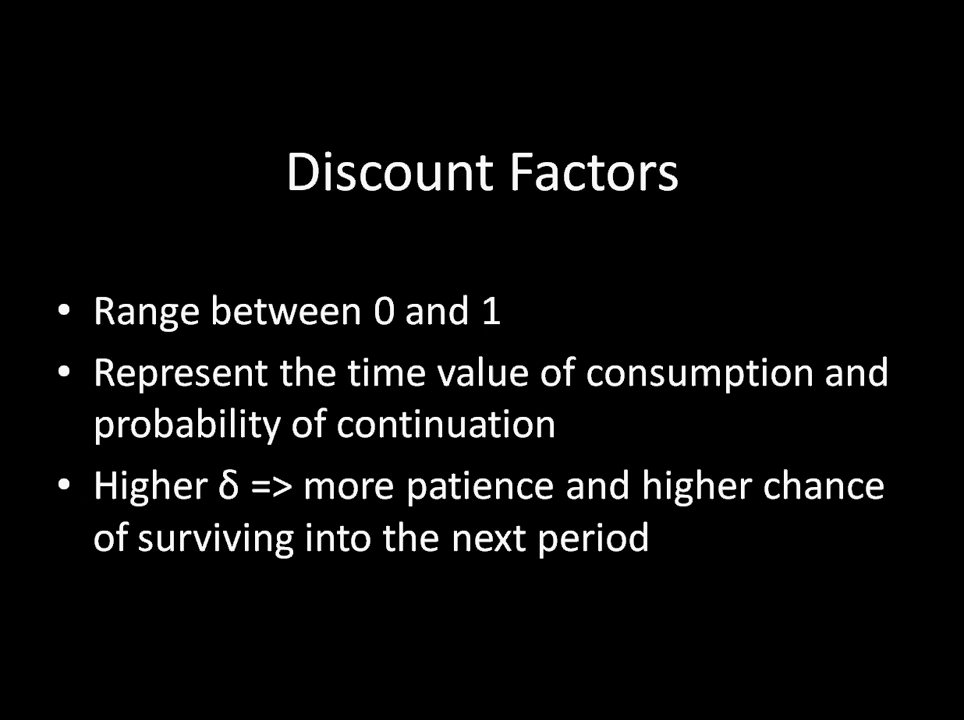 Discount Factors
• Range between 0 and 1
• Represent the time value of consumption and
probability of continuation
• Higher δ => more patience and higher chance
of surviving into the next period